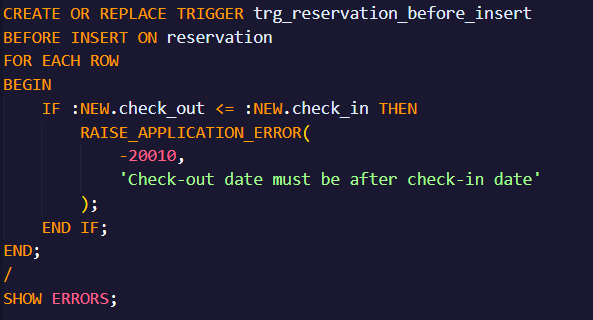 CREATE OR REPLACE TRIGGER trg_reservation_before_insert
BEFORE INSERT ON reservation
FOR EACH ROW
BEGIN
    IF :NEW.check_out <= :NEW.check_in THEN
        RAISE_APPLICATION_ERROR(
            -20010,
            'Check-out date must be after check-in date'
        );
    END IF;
END;
/
SHOW ERRORS;